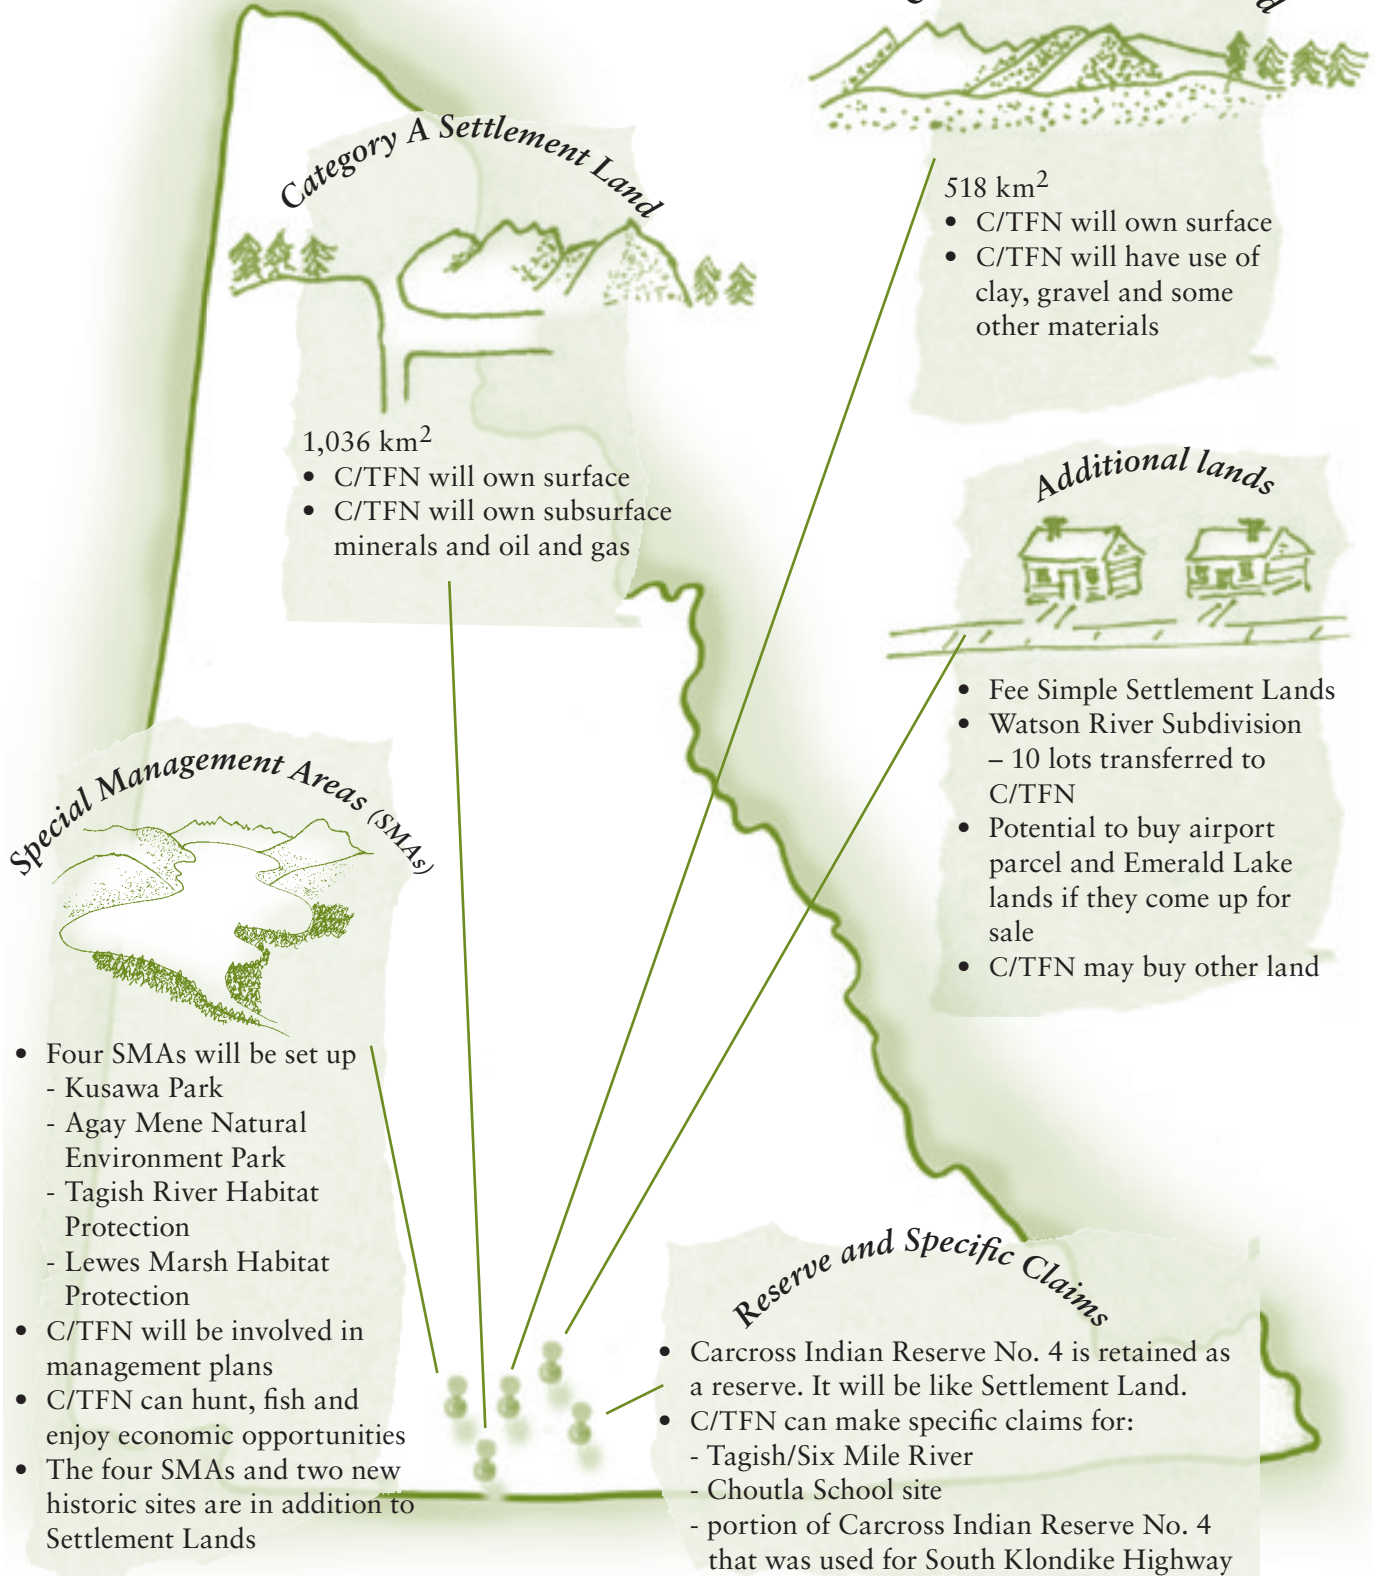 Category A Settlement Land
1,036 km²
• C/TFN will own surface
• C/TFN will own subsurface
minerals and oil and gas
518 km²
• C/TFN will own surface
• C/TFN will have use of
clay, gravel and some
other materials
Additional lands
• Fee Simple Settlement Lands
• Watson River Subdivision
– 10 lots transferred to
C/TFN
• Potential to buy airport
parcel and Emerald Lake
lands if they come up for
sale
• C/TFN may buy other land
Special Management Areas (SMAs)
• Four SMAs will be set up
- Kusawa Park
- Agay Mene Natural
Environment Park
- Tagish River Habitat
Protection
- Lewes Marsh Habitat
Protection
• C/TFN will be involved in
management plans
• C/TFN can hunt, fish and
enjoy economic opportunities
• The four SMAs and two new
historic sites are in addition to
Settlement Lands
Reserve and Specific Claims
• Carcross Indian Reserve No. 4 is retained as
a reserve. It will be like Settlement Land.
• C/TFN can make specific claims for:
- Tagish/Six Mile River
- Choutla School site
- portion of Carcross Indian Reserve No. 4
that was used for South Klondike Highway